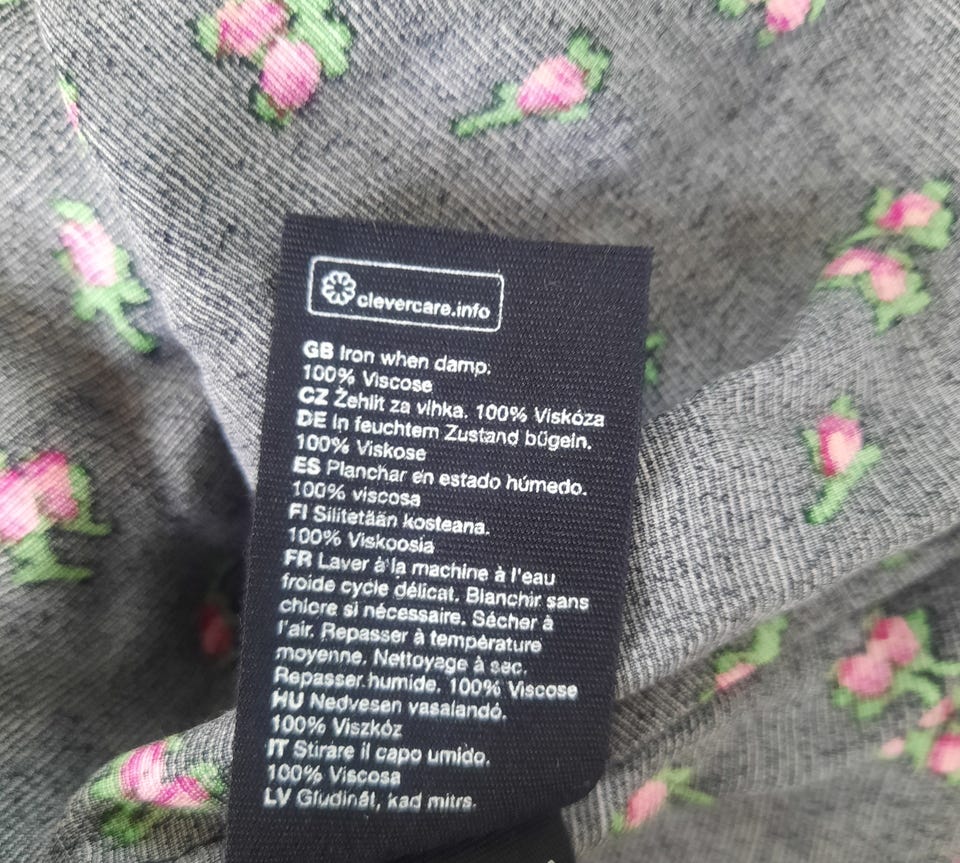 clevercare.info
GB Iron when damp.
100% Viscose
CZ Žehlit za vlhka. 100% Viskóza
DE In feuchtem Zustand bügeln.
100% Viskose
ES Planchar en estado húmedo.
100% viscosa
FI Silitetään kosteana.
100% Viskoosia
FR Laver à la machine à l'eau
froide cycle délicat. Blanchir sans
chlore si nécessaire. Sécher à
l'air. Repasser à température
moyenne. Nettoyage à sec.
Repasser humide. 100% Viscose
HU Nedvesen vasalandó.
100% Viszkóz
IT Stirare il capo umido.
100% Viscosa
LV Gludināt, kad mitrs.